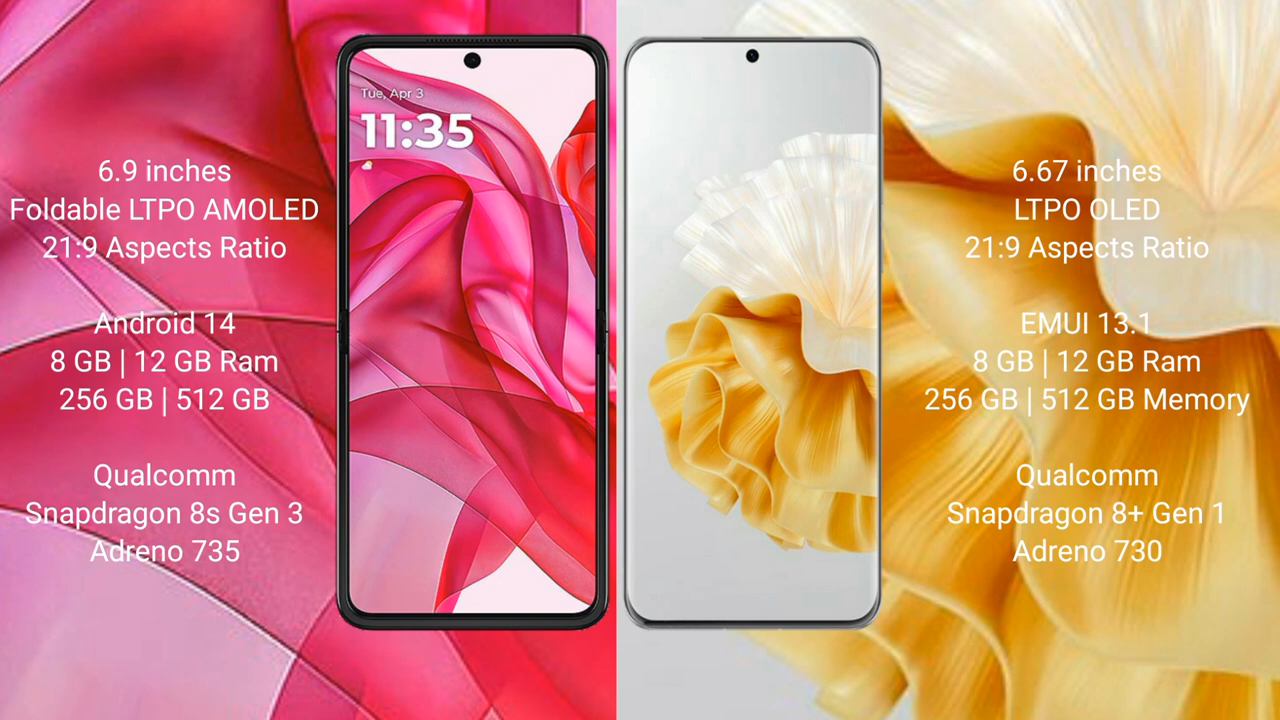 6.9 inches
Foldable LTPO AMOLED
21:9 Aspects Ratio
Android 14
8 GB | 12 GB Ram
256 GB | 512 GB
Qualcomm
Snapdragon 8s Gen 3
Adreno 735
Tue, Apr 3
11:35
6.67 inches
LTPO OLED
21:9 Aspects Ratio
EMUI 13.1
8 GB | 12 GB Ram
256 GB | 512 GB Memory
Qualcomm
Snapdragon 8+ Gen 1
Adreno 730